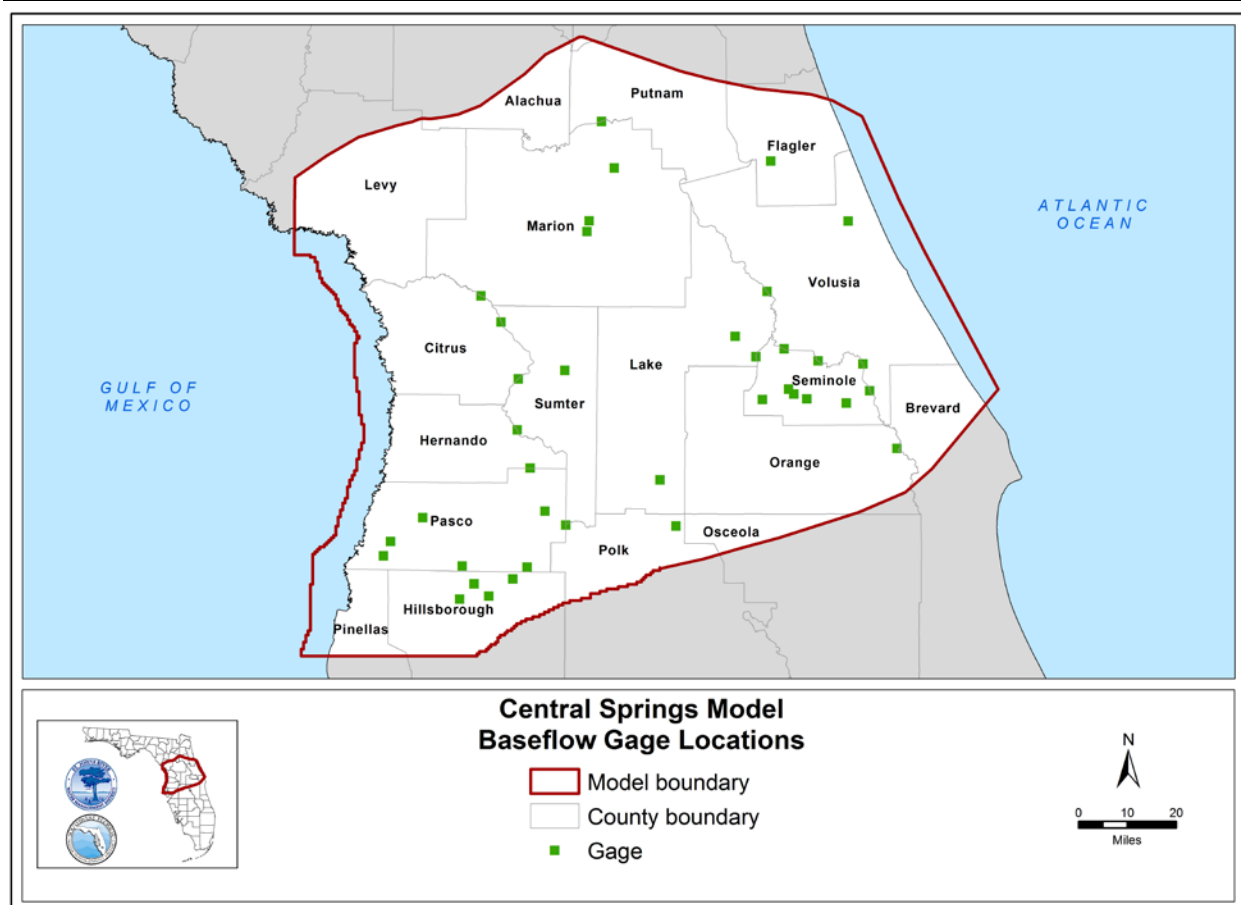 Alachua
Putnam
Flagler
Levy
Marion
ATLANTIC
OCEAN
Volusia
Citrus
Lake
GULF OF
MEXICO
Seminole
Sumter
Brevard
Hernando
Orange
Pasco
Osceola
Polk
Hillsborough
Pinellas
Central Springs Model
Baseflow Gage Locations
Model boundary
County boundary
Gage
N
0 10 20
Miles